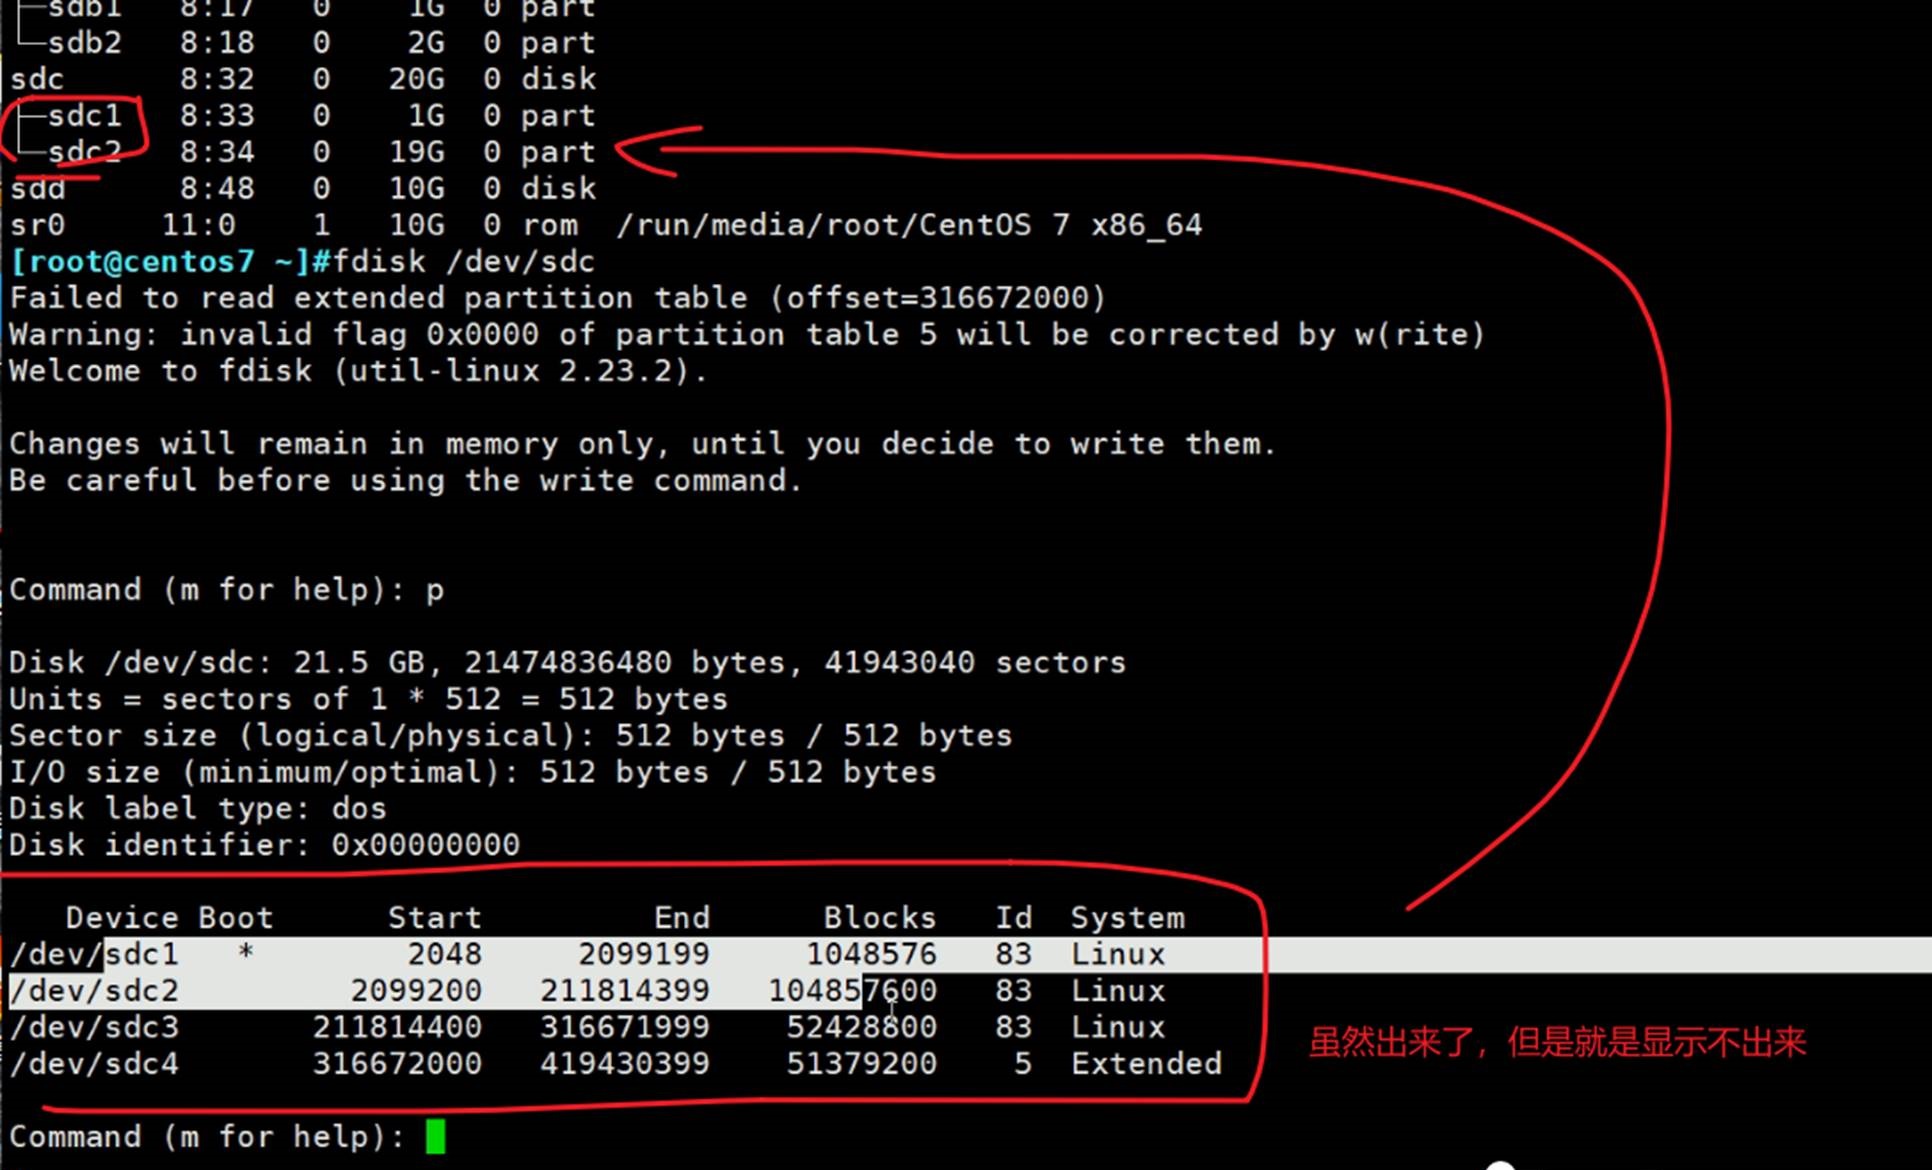 ├─sdb1 8:17 0 1G 0 part
└─sdb2 8:18 0 2G 0 part
sdc 8:32 0 20G 0 disk
├─sdc1 8:33 0 1G 0 part
└─sdc2 8:34 0 19G 0 part
sdd 8:48 0 10G 0 disk
sr0 11:0 1 10G 0 rom /run/media/root/CentOS 7 x86_64
[root@centos7 ~]#fdisk /dev/sdc
Failed to read extended partition table (offset=316672000)
Warning: invalid flag 0x0000 of partition table 5 will be corrected by w(rite)
Welcome to fdisk (util-linux 2.23.2).
Changes will remain in memory only, until you decide to write them.
Be careful before using the write command.
Command (m for help): p
Disk /dev/sdc: 21.5 GB, 21474836480 bytes, 41943040 sectors
Units = sectors of 1 * 512 = 512 bytes
Sector size (logical/physical): 512 bytes / 512 bytes
I/O size (minimum/optimal): 512 bytes / 512 bytes
Disk label type: dos
Disk identifier: 0x00000000
Device Boot Start End Blocks Id System
/dev/sdc1 * 2048 2099199 1048576 83 Linux
/dev/sdc2 2099200 211814399 104857600 83 Linux
/dev/sdc3 211814400 316671999 52428800 83 Linux
/dev/sdc4 316672000 419430399 51379200 5 Extended
虽然出来了，但是就是显示不出来
Command (m for help):